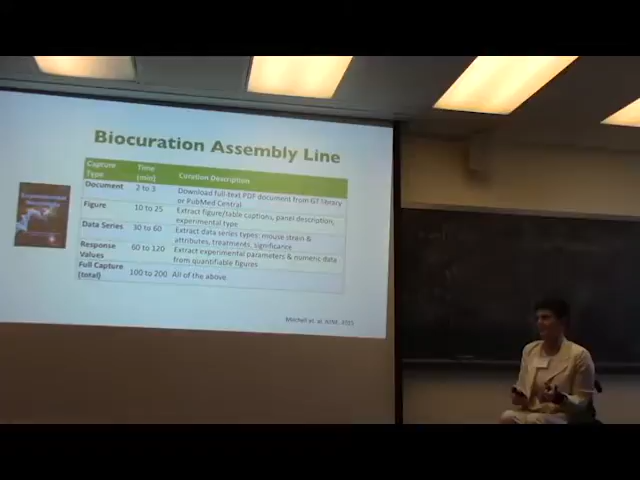 Biocuration Assembly Line
Capture Time Curation Description
Type (min)
Document 2 to 3 Download full-text PDF document from GT library
or PubMed Central
Figure 10 to 25 Extract figure/table captions, panel description,
experimental type
Data Series 30 to 60 Extract data series types: mouse strain &
attributes, treatments, significance
Response 60 to 120 Extract experimental parameters & numeric data
Values from quantifiable figures
Full Capture 100 to 200 All of the above
(total)
Mitchell et. al,